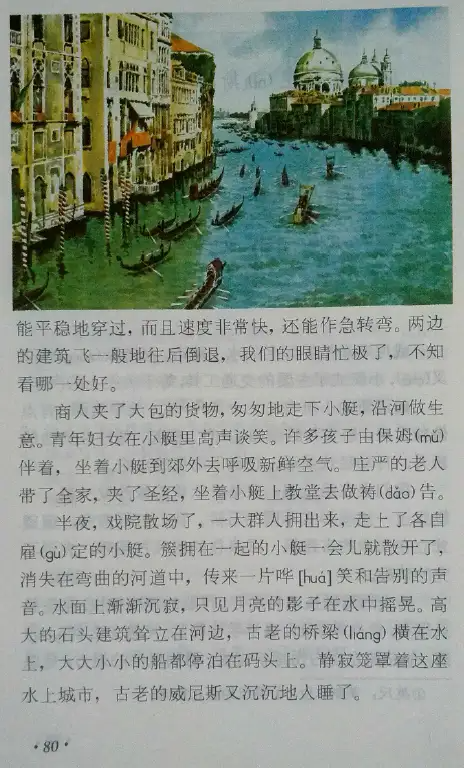 能平稳地穿过，而且速度非常快，还能作急转弯。两边
的建筑飞一般地往后倒退，我们的眼睛忙极了，不知
看哪一处好。
商人夹了大包的货物，匆匆地走下小艇，沿河做生
意。青年妇女在小艇里高声谈笑。许多孩子由保姆(mǔ)
伴着，坐着小艇到郊外去呼吸新鲜空气。庄严的老人
带了全家，夹了圣经，坐着小艇上教堂去做祷(dǎo)告。
半夜，戏院散场了，一大群人拥出来，走上了各自
雇(gù)定的小艇。簇拥在一起的小艇一会儿就散开了，
消失在弯曲的河道中，传来一片哗[huá]笑和告别的声
音。水面上渐渐沉寂，只见月亮的影子在水中摇晃。高
大的石头建筑耸立在河边，古老的桥梁(liáng)横在水
上，大大小小的船都停泊在码头上。静寂笼罩着这座
水上城市，古老的威尼斯又沉沉地入睡了。
·80·